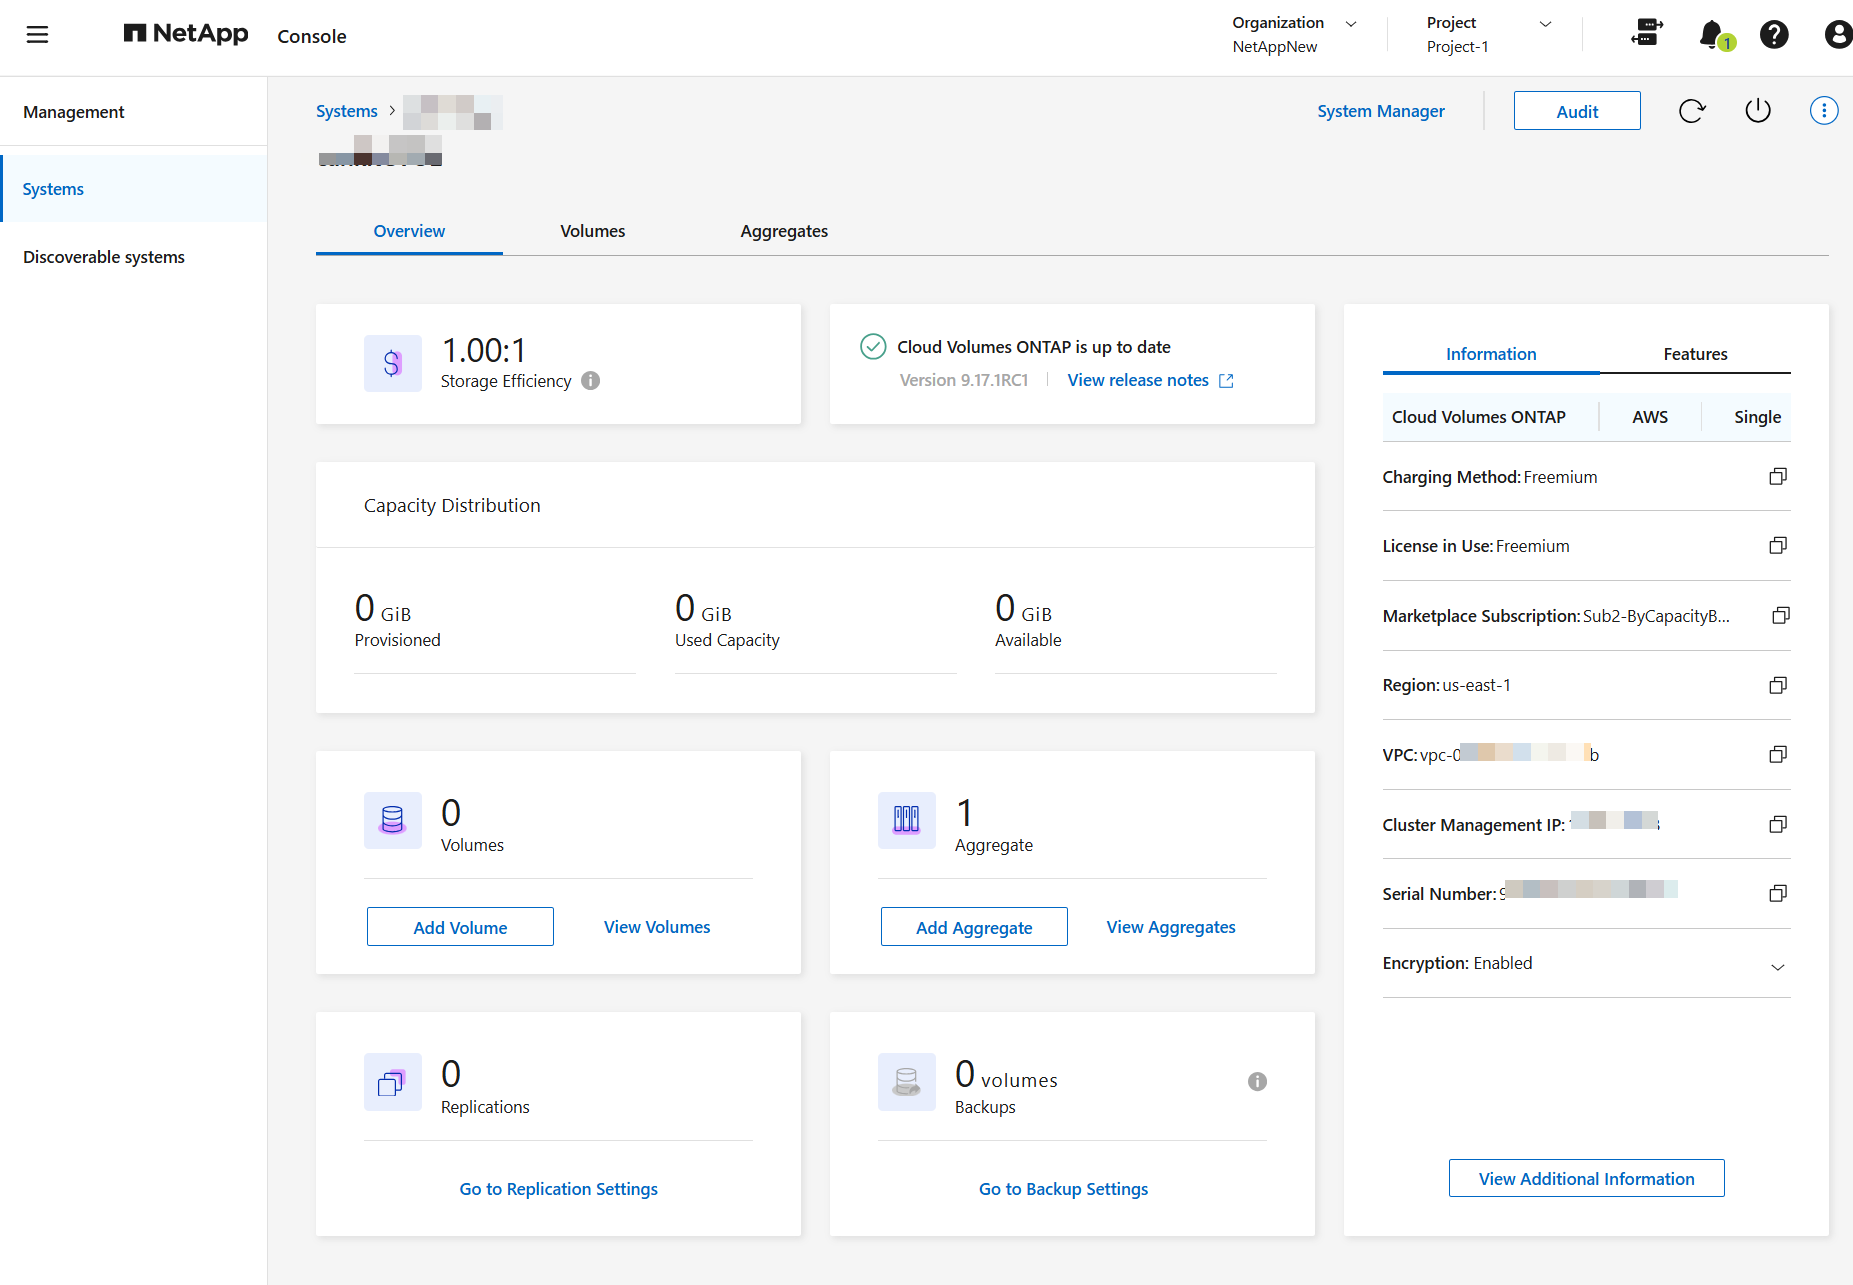 NetApp Console
Organization
NetAppNew
Project
Project-1
1
Management
Systems
Discoverable systems
Systems >
System Manager
Audit
Overview
Volumes
Aggregates
1.00:1
Storage Efficiency
Cloud Volumes ONTAP is up to date
Version 9.17.1RC1 | View release notes
Capacity Distribution
0 GiB
Provisioned
0 GiB
Used Capacity
0 GiB
Available
0
Volumes
Add Volume
View Volumes
1
Aggregate
Add Aggregate
View Aggregates
0
Replications
Go to Replication Settings
0 volumes
Backups
Go to Backup Settings
Information
Features
Cloud Volumes ONTAP
AWS
Single
Charging Method: Freemium
License in Use: Freemium
Marketplace Subscription: Sub2-ByCapacityB...
Region: us-east-1
VPC: vpc-0 b
Cluster Management IP:
Serial Number: 9
Encryption: Enabled
View Additional Information